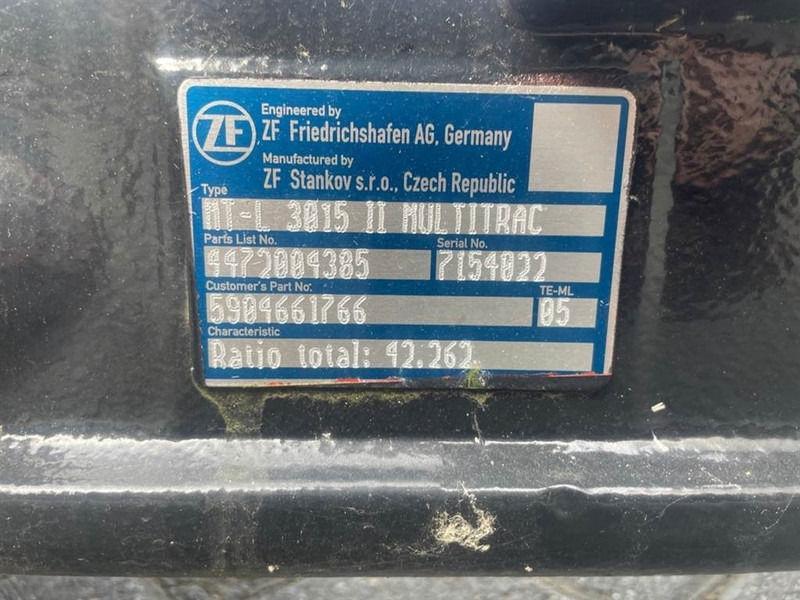 ZF
Engineered by
ZF Friedrichshafen AG, Germany
Manufactured by
ZF Stankov s.r.o., Czech Republic
Type
MT-L 3015 II MULTITRAC
Parts List No. Serial No.
4472004385 7154022
Customer's Part No: TE-ML
5904661766 05
Characteristic
Ratio total: 42.262